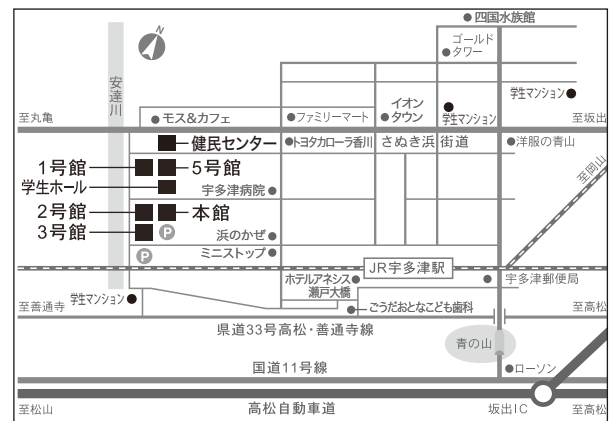 四国水族館
N
ゴールド
タワー
安達川
学生マンション
イオン
タウン
至丸亀
モス&カフェ
ファミリーマート
学生マンション
至坂出
健民センター
トヨタカローラ香川
さぬき浜街道
洋服の青山
1号館
5号館
至岡山
学生ホール
宇多津病院
2号館
本館
3号館
P
浜のかぜ
P
ミニストップ
JR宇多津駅
ホテルアネシス
瀬戸大橋
宇多津郵便局
学生マンション
至善通寺
ごうだおとなこども歯科
至高松
県道33号高松・善通寺線
青の山
国道11号線
ローソン
至松山
高松自動車道
坂出IC
至高松